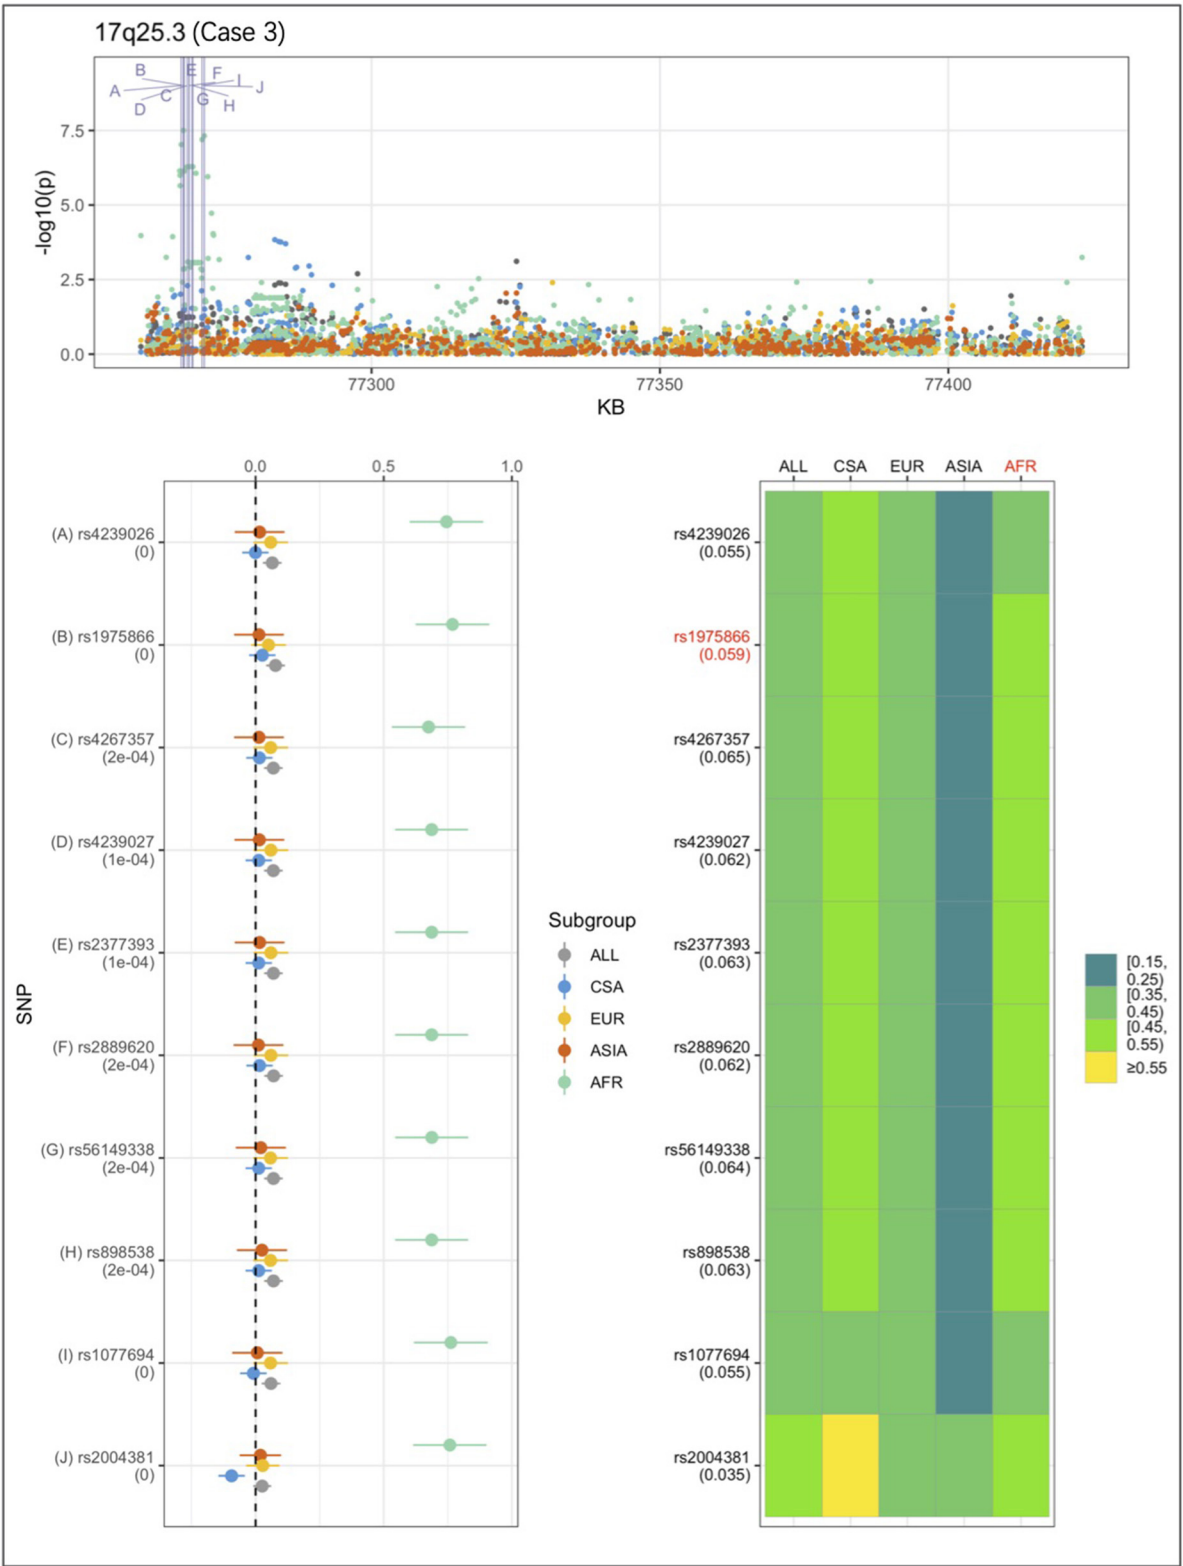 17q25.3 (Case 3)
B E F I J
A C G H
D
7.5
5.0
2.5
0.0
-log10(p)
77300 77350 77400
KB
0.0 0.5 1.0
(A) rs4239026
(0)
(B) rs1975866
(0)
(C) rs4267357
(2e-04)
(D) rs4239027
(1e-04)
(E) rs2377393
(1e-04)
(F) rs2889620
(2e-04)
(G) rs56149338
(2e-04)
(H) rs898538
(2e-04)
(I) rs1077694
(0)
(J) rs2004381
(0)
SNP
Subgroup
ALL
CSA
EUR
ASIA
AFR
ALL CSA EUR ASIA AFR
rs4239026
(0.055)
rs1975866
(0.059)
rs4267357
(0.065)
rs4239027
(0.062)
rs2377393
(0.063)
rs2889620
(0.062)
rs56149338
(0.064)
rs898538
(0.063)
rs1077694
(0.055)
rs2004381
(0.035)
[0.15,
0.25)
[0.35,
0.45)
[0.45,
0.55)
≥0.55